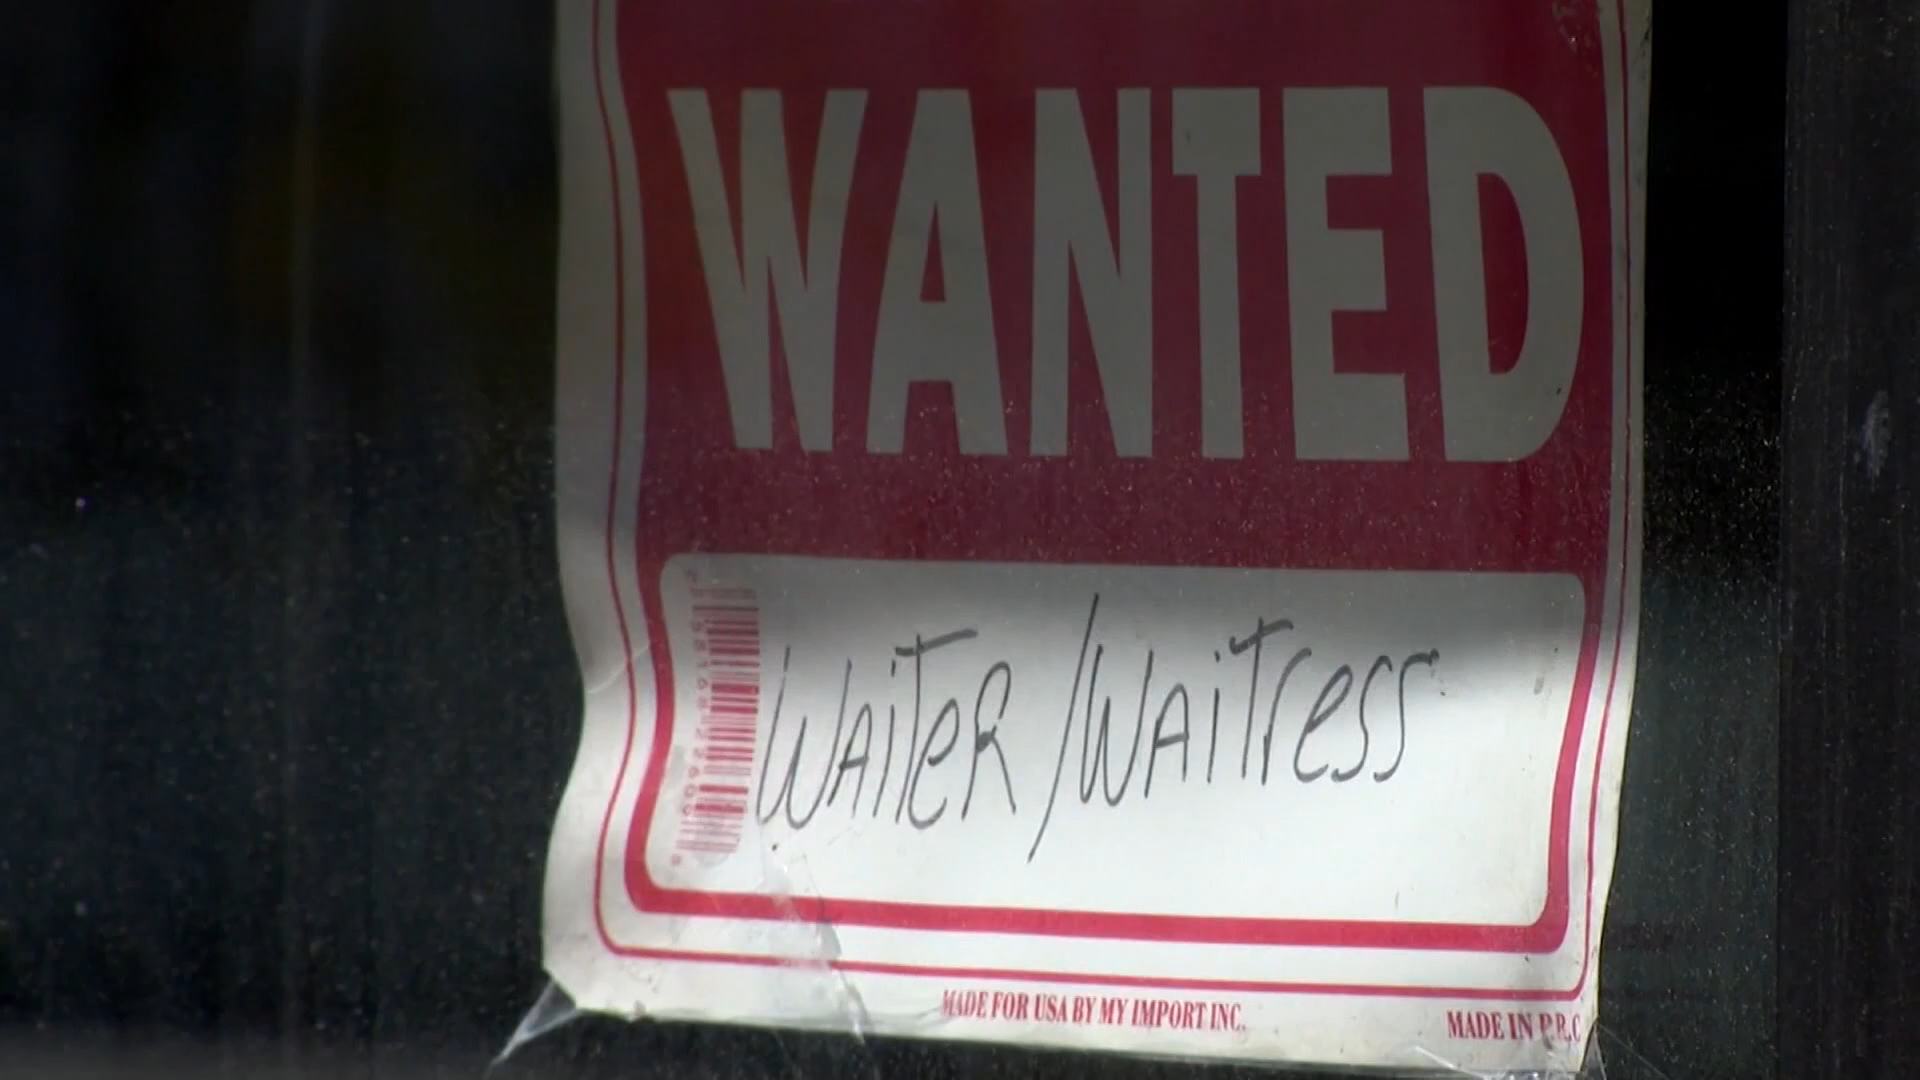 WANTED
WAiTeR/WAiTress
MADE FOR USA BY MY IMPORT INC.
MADE IN P.R.C